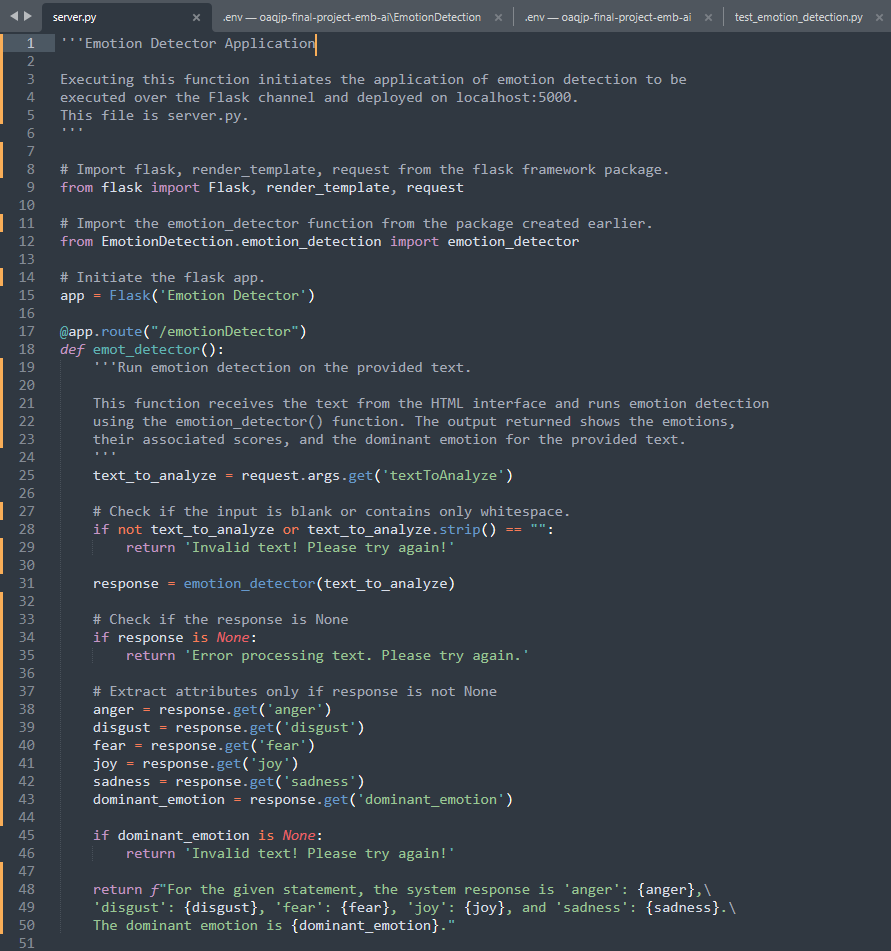 server.py × .env — oaqjp-final-project-emb-ai\EmotionDetection × .env — oaqjp-final-project-emb-ai × test_emotion_detection.py ×
1 '''Emotion Detector Application
2
3 Executing this function initiates the application of emotion detection to be
4 executed over the Flask channel and deployed on localhost:5000.
5 This file is server.py.
6 '''
7
8 # Import flask, render_template, request from the flask framework package.
9 from flask import Flask, render_template, request
10
11 # Import the emotion_detector function from the package created earlier.
12 from EmotionDetection.emotion_detection import emotion_detector
13
14 # Initiate the flask app.
15 app = Flask('Emotion Detector')
16
17 @app.route("/emotionDetector")
18 def emot_detector():
19     '''Run emotion detection on the provided text.
20
21     This function receives the text from the HTML interface and runs emotion detection
22     using the emotion_detector() function. The output returned shows the emotions,
23     their associated scores, and the dominant emotion for the provided text.
24     '''
25     text_to_analyze = request.args.get('textToAnalyze')
26
27     # Check if the input is blank or contains only whitespace.
28     if not text_to_analyze or text_to_analyze.strip() == "":
29         return 'Invalid text! Please try again!'
30
31     response = emotion_detector(text_to_analyze)
32
33     # Check if the response is None
34     if response is None:
35         return 'Error processing text. Please try again.'
36
37     # Extract attributes only if response is not None
38     anger = response.get('anger')
39     disgust = response.get('disgust')
40     fear = response.get('fear')
41     joy = response.get('joy')
42     sadness = response.get('sadness')
43     dominant_emotion = response.get('dominant_emotion')
44
45     if dominant_emotion is None:
46         return 'Invalid text! Please try again!'
47
48     return f"For the given statement, the system response is 'anger': {anger},\
49     'disgust': {disgust}, 'fear': {fear}, 'joy': {joy}, and 'sadness': {sadness}.\
50     The dominant emotion is {dominant_emotion}."
51